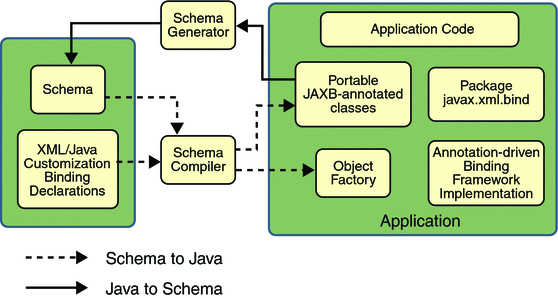 Schema
Generator
Application Code
Schema
Portable
JAXB-annotated
classes
Package
javax.xml.bind
XML/Java
Customization
Binding
Declarations
Schema
Compiler
Object
Factory
Annotation-driven
Binding
Framework
Implementation
Application
Schema to Java
Java to Schema